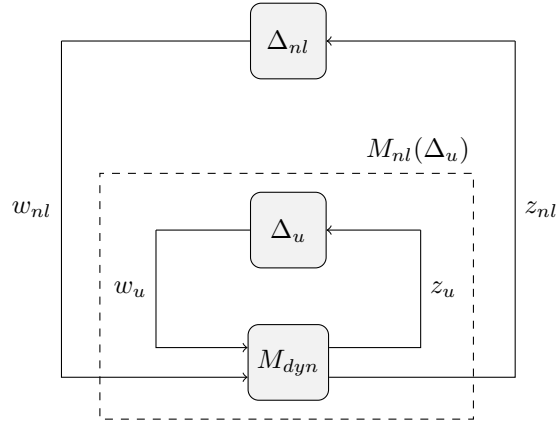 Δ_{nl}
M_{nl}(Δ_u)
w_{nl}
z_{nl}
Δ_u
w_u
z_u
M_{dyn}